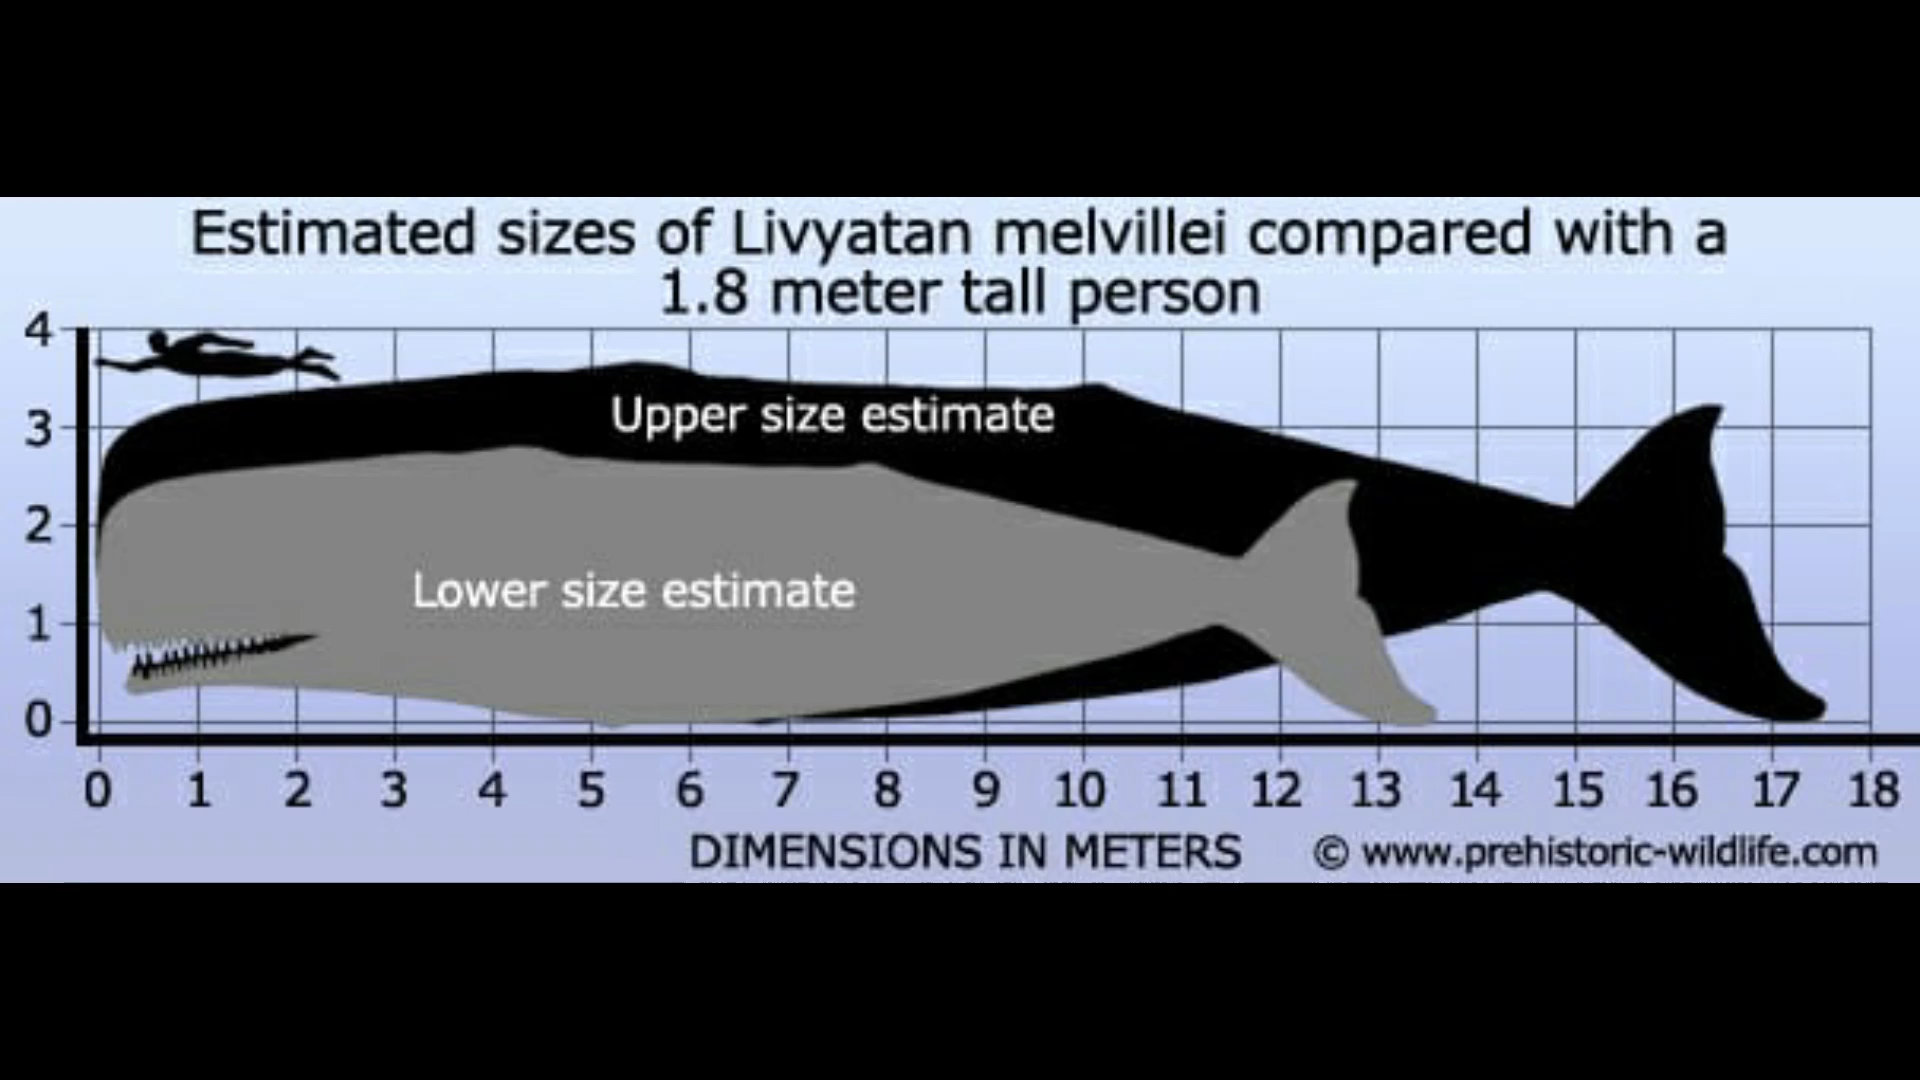 Estimated sizes of Livyatan melvillei compared with a
1.8 meter tall person
4
3
2
1
0
Upper size estimate
Lower size estimate
0 1 2 3 4 5 6 7 8 9 10 11 12 13 14 15 16 17 18
DIMENSIONS IN METERS
© www.prehistoric-wildlife.com